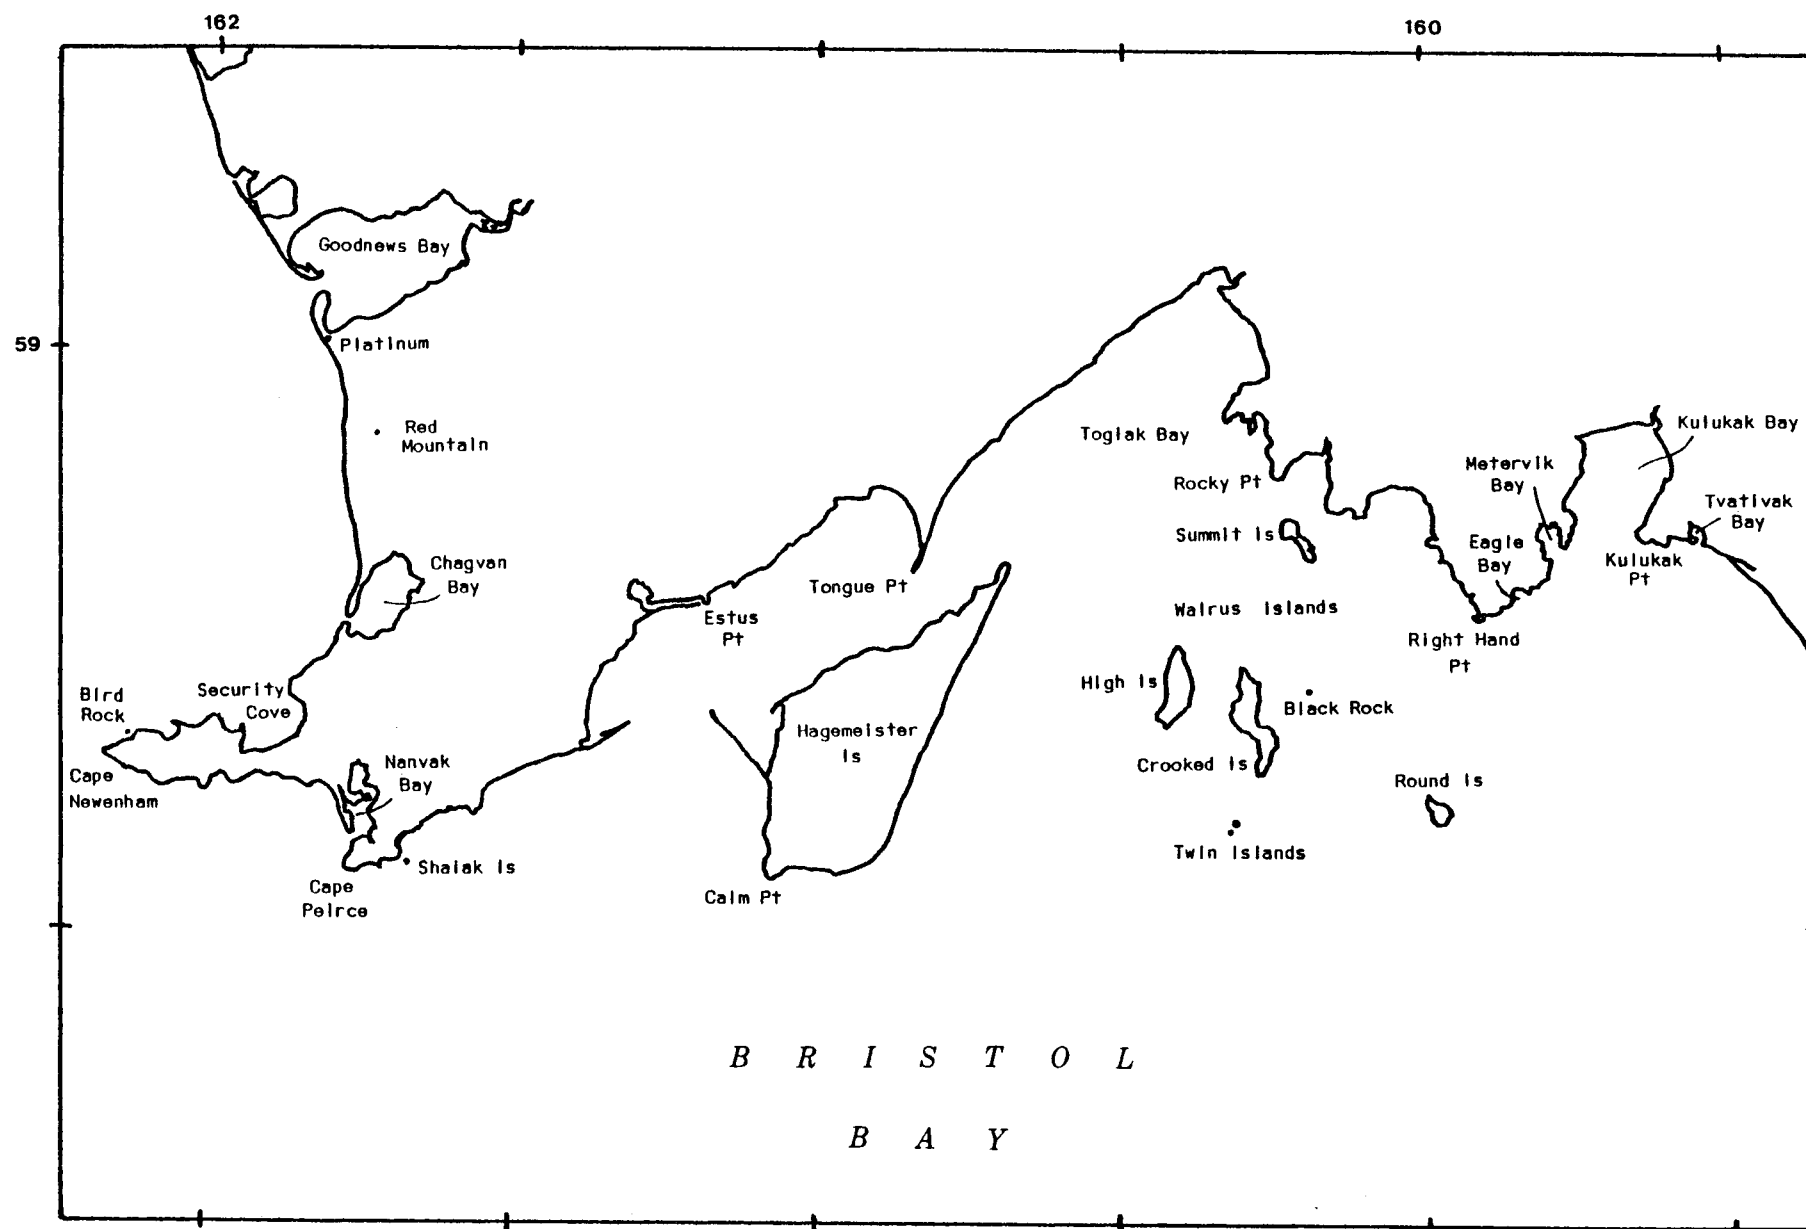 162
160
Goodnews Bay
59
Platinum
Red
Mountain
Togiak Bay
Kulukak Bay
Metervik
Bay
Rocky Pt
Tvativak
Bay
Summit Is
Eagle
Bay
Kulukak
Pt
Chagvan
Bay
Tongue Pt
Estus
Pt
Walrus Islands
Right Hand
Pt
High Is
Black Rock
Security
Cove
Bird
Rock
Hagemeister
Is
Crooked Is
Round Is
Cape
Newenham
Nanvak
Bay
Twin Islands
Shaiak Is
Cape
Peirce
Calm Pt
BRISTOL
BAY